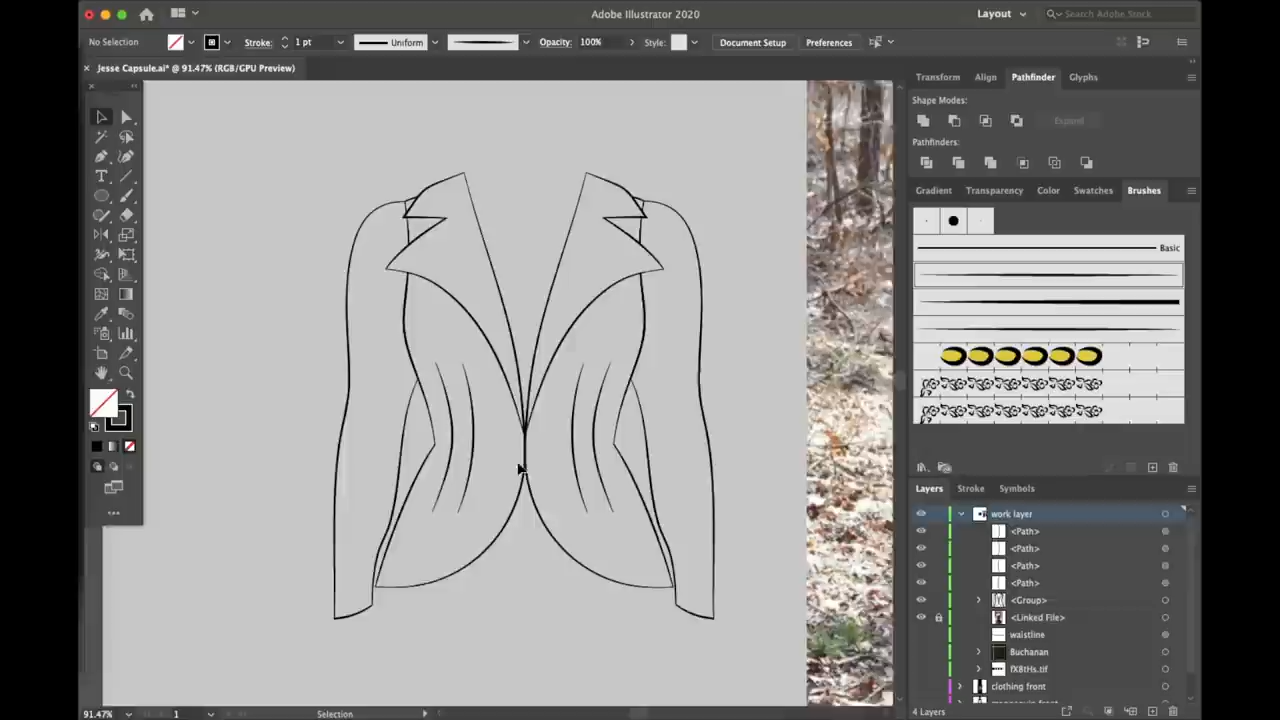 Adobe Illustrator 2020
Layout
Search Adobe Stock
No Selection
Stroke:
1 pt
Uniform
Opacity:
100%
Style:
Document Setup
Preferences
Jesse Capsule.ai* @ 91.47% (RGB/GPU Preview)
Transform
Align
Pathfinder
Glyphs
Shape Modes:
Expand
Pathfinders:
Gradient
Transparency
Color
Swatches
Brushes
Basic
Layers
Stroke
Symbols
work layer
<Path>
<Path>
<Path>
<Path>
<Group>
<Linked File>
waistline
Buchanan
fX8tHs.tif
clothing front
4 Layers
91.47%
1
Selection